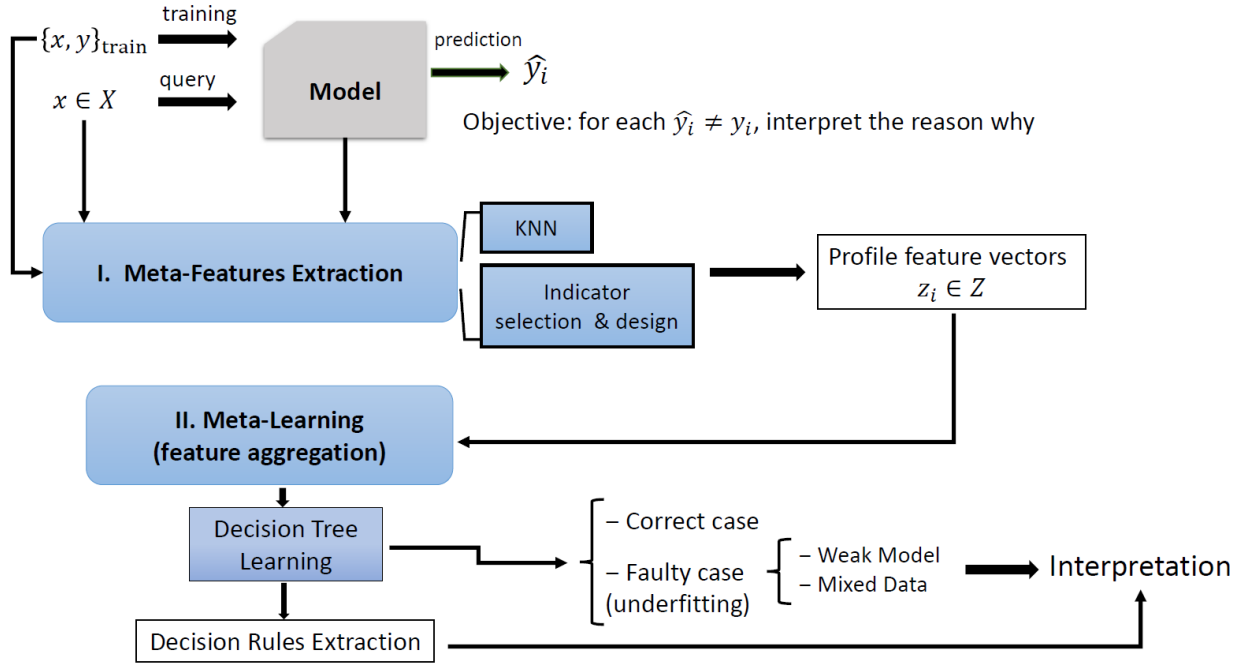 training
{x, y}train
query
x ∈ X
Model
prediction
ŷᵢ
Objective: for each ŷᵢ ≠ yᵢ, interpret the reason why
I. Meta-Features Extraction
KNN
Indicator
selection & design
Profile feature vectors
zᵢ ∈ Z
II. Meta-Learning
(feature aggregation)
Decision Tree
Learning
– Correct case
– Faulty case
(underfitting)
– Weak Model
– Mixed Data
Interpretation
Decision Rules Extraction